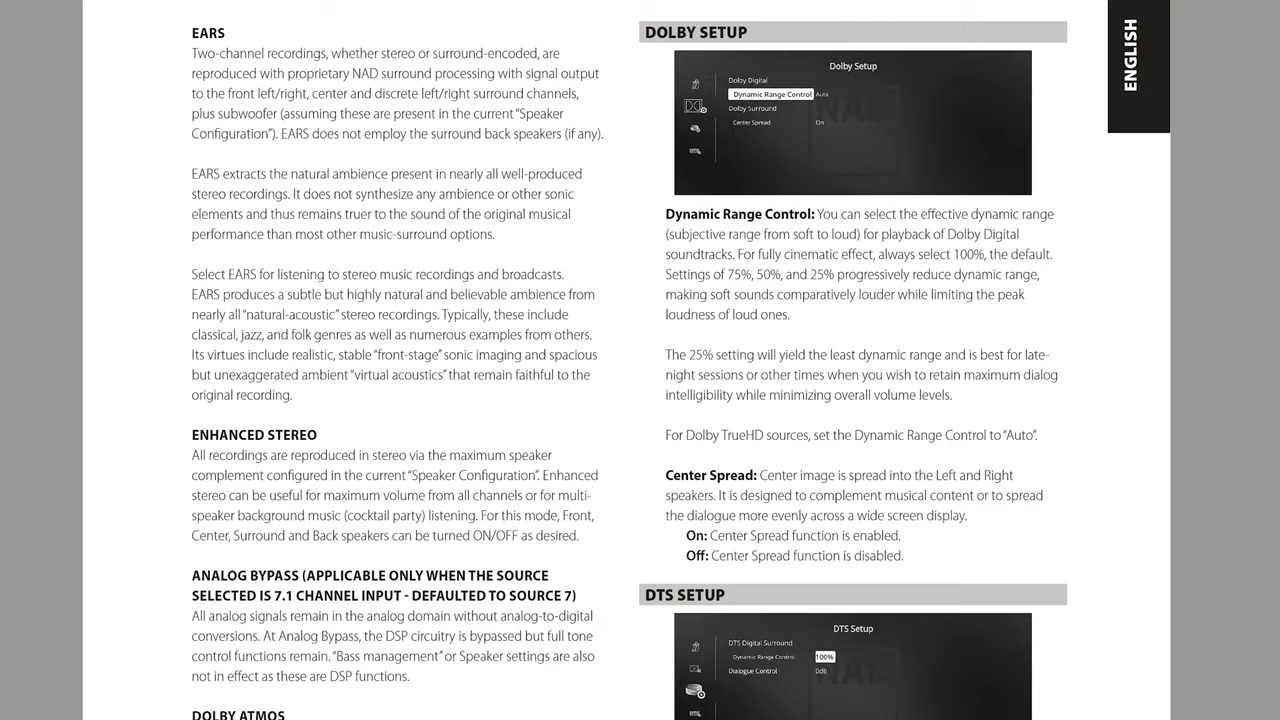 EARS
Two-channel recordings, whether stereo or surround-encoded, are
reproduced with proprietary NAD surround processing with signal output
to the front left/right, center and discrete left/right surround channels,
plus subwoofer (assuming these are present in the current “Speaker
Configuration”). EARS does not employ the surround back speakers (if any).
EARS extracts the natural ambience present in nearly all well-produced
stereo recordings. It does not synthesize any ambience or other sonic
elements and thus remains truer to the sound of the original musical
performance than most other music-surround options.
Select EARS for listening to stereo music recordings and broadcasts.
EARS produces a subtle but highly natural and believable ambience from
nearly all “natural-acoustic” stereo recordings. Typically, these include
classical, jazz, and folk genres as well as numerous examples from others.
Its virtues include realistic, stable “front-stage” sonic imaging and spacious
but unexaggerated ambient “virtual acoustics” that remain faithful to the
original recording.
ENHANCED STEREO
All recordings are reproduced in stereo via the maximum speaker
complement configured in the current “Speaker Configuration”. Enhanced
stereo can be useful for maximum volume from all channels or for multi-
speaker background music (cocktail party) listening. For this mode, Front,
Center, Surround and Back speakers can be turned ON/OFF as desired.
ANALOG BYPASS (APPLICABLE ONLY WHEN THE SOURCE
SELECTED IS 7.1 CHANNEL INPUT - DEFAULTED TO SOURCE 7)
All analog signals remain in the analog domain without analog-to-digital
conversions. At Analog Bypass, the DSP circuitry is bypassed but full tone
control functions remain. “Bass management” or Speaker settings are also
not in effect as these are DSP functions.
DOLBY ATMOS
DOLBY SETUP
Dolby Setup
Dolby Digital
Dynamic Range Control Auto
Dolby Surround
Center Spread On
Dynamic Range Control: You can select the effective dynamic range
(subjective range from soft to loud) for playback of Dolby Digital
soundtracks. For fully cinematic effect, always select 100%, the default.
Settings of 75%, 50%, and 25% progressively reduce dynamic range,
making soft sounds comparatively louder while limiting the peak
loudness of loud ones.
The 25% setting will yield the least dynamic range and is best for late-
night sessions or other times when you wish to retain maximum dialog
intelligibility while minimizing overall volume levels.
For Dolby TrueHD sources, set the Dynamic Range Control to “Auto”.
Center Spread: Center image is spread into the Left and Right
speakers. It is designed to complement musical content or to spread
the dialogue more evenly across a wide screen display.
On: Center Spread function is enabled.
Off: Center Spread function is disabled.
DTS SETUP
DTS Setup
DTS Digital Surround
Dynamic Range Control 100%
Dialogue Control 0dB
ENGLISH